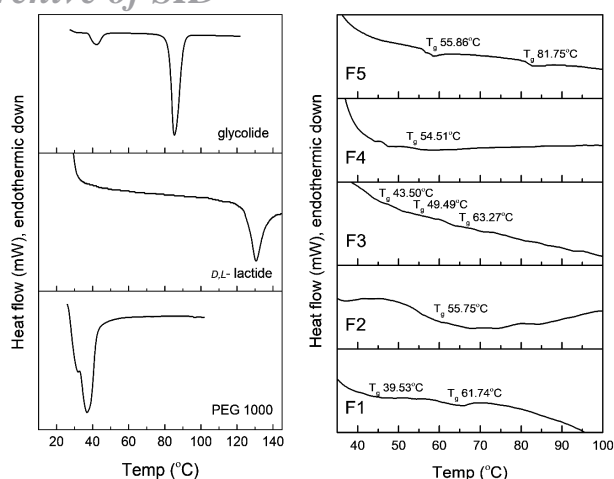 Archive of SID
glycolide
D,L- lactide
PEG 1000
Heat flow (mW), endothermic down
20 40 60 80 100 120 140
Temp (°C)
Tg 55.86°C
Tg 81.75°C
F5
Tg 54.51°C
F4
Tg 43.50°C
Tg 49.49°C
Tg 63.27°C
F3
Tg 55.75°C
F2
Tg 39.53°C
Tg 61.74°C
F1
Heat flow (mW), endothermic down
40 50 60 70 80 90 100
Temp (°C)